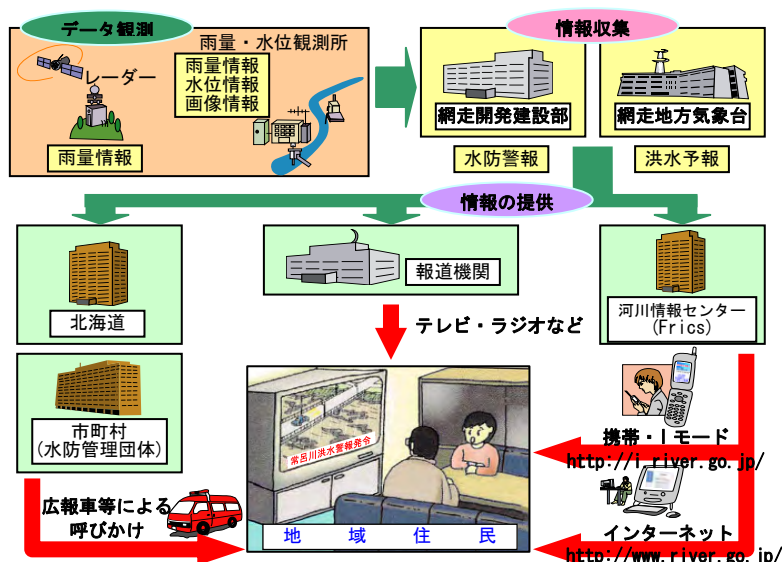 データ観測
情報収集
レーダー
雨量情報
雨量・水位観測所
雨量情報
水位情報
画像情報
網走開発建設部
水防警報
網走地方気象台
洪水予報
情報の提供
北海道
報道機関
河川情報センター
(Frics)
市町村
(水防管理団体)
テレビ・ラジオなど
常呂川洪水警報発令
携帯・Iモード
http://i.river.go.jp/
広報車等による
呼びかけ
インターネット
http://www.river.go.jp/
地域住民